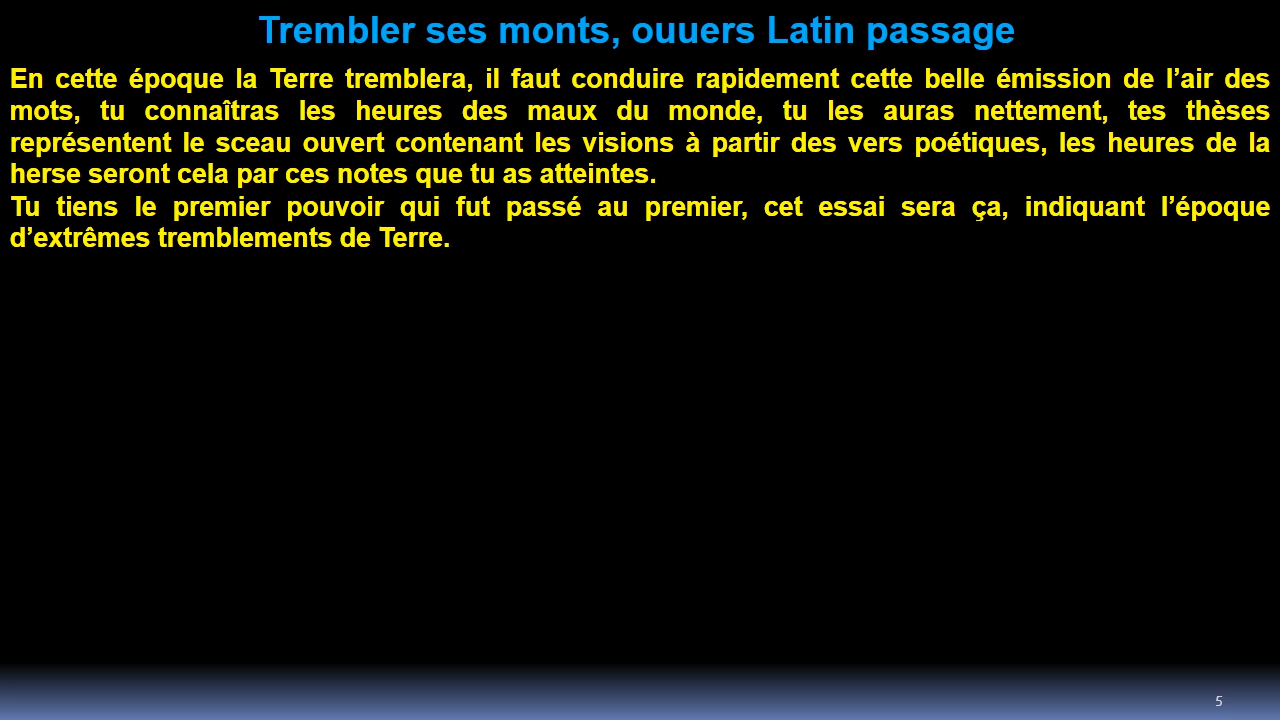 Trembler ses monts, ouuers Latin passage
En cette époque la Terre tremblera, il faut conduire rapidement cette belle émission de l’air des
mots, tu connaîtras les heures des maux du monde, tu les auras nettement, tes thèses
représentent le sceau ouvert contenant les visions à partir des vers poétiques, les heures de la
herse seront cela par ces notes que tu as atteintes.
Tu tiens le premier pouvoir qui fut passé au premier, cet essai sera ça, indiquant l’époque
d’extrêmes tremblements de Terre.
5